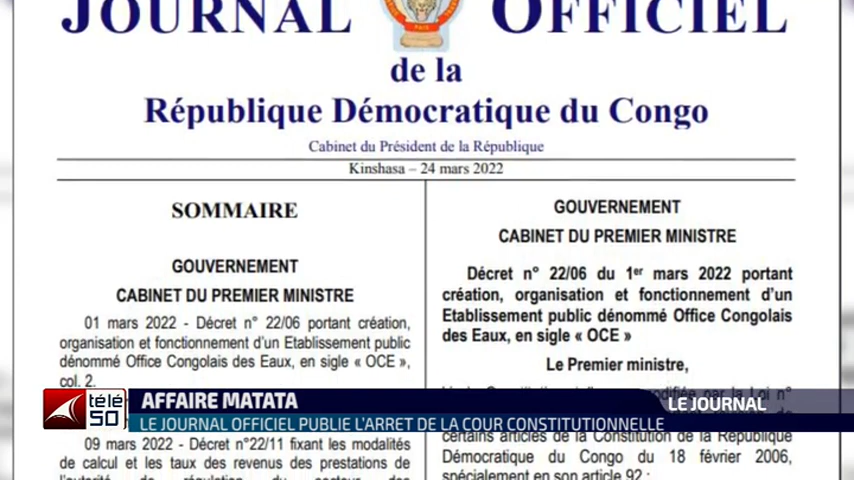 JOURNAL OFFICIEL
de la
République Démocratique du Congo
Cabinet du Président de la République
Kinshasa – 24 mars 2022
SOMMAIRE
GOUVERNEMENT
CABINET DU PREMIER MINISTRE
01 mars 2022 - Décret n° 22/06 portant création,
organisation et fonctionnement d'un Etablissement public
dénommé Office Congolais des Eaux, en sigle « OCE »,
col. 2.
09 mars 2022 - Décret n°22/11 fixant les modalités
de calcul et les taux des revenus des prestations de
GOUVERNEMENT
CABINET DU PREMIER MINISTRE
Décret n° 22/06 du 1er mars 2022 portant
création, organisation et fonctionnement d'un
Etablissement public dénommé Office Congolais
des Eaux, en sigle « OCE »
Le Premier ministre,
certains articles de la Constitution de la République
Démocratique du Congo du 18 février 2006,
spécialement en son article 92 ;
télé
50
AFFAIRE MATATA
LE JOURNAL OFFICIEL PUBLIE L'ARRET DE LA COUR CONSTITUTIONNELLE
LE JOURNAL